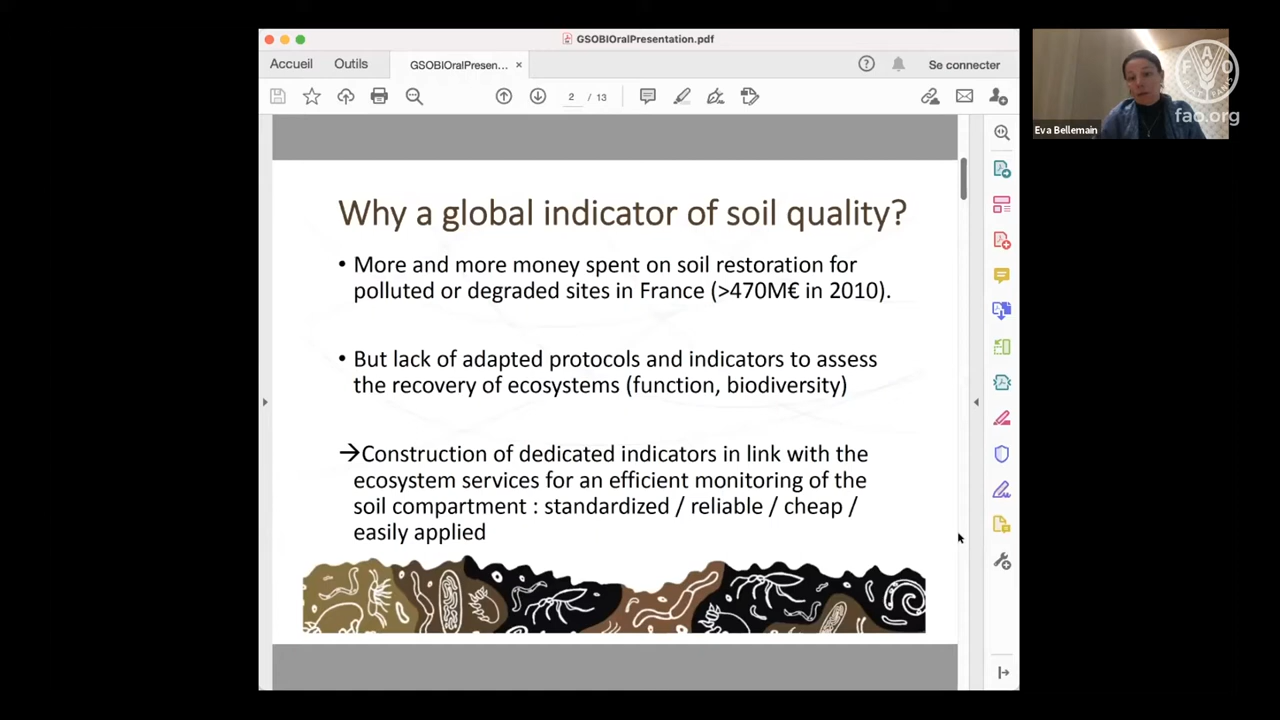 GSOBIOralPresentation.pdf
Accueil
Outils
GSOBIOralPresen... ×
Se connecter
2 / 13
Why a global indicator of soil quality?
• More and more money spent on soil restoration for
polluted or degraded sites in France (>470M€ in 2010).
• But lack of adapted protocols and indicators to assess
the recovery of ecosystems (function, biodiversity)
→Construction of dedicated indicators in link with the
ecosystem services for an efficient monitoring of the
soil compartment : standardized / reliable / cheap /
easily applied
Eva Bellemain
F A O
fao.org